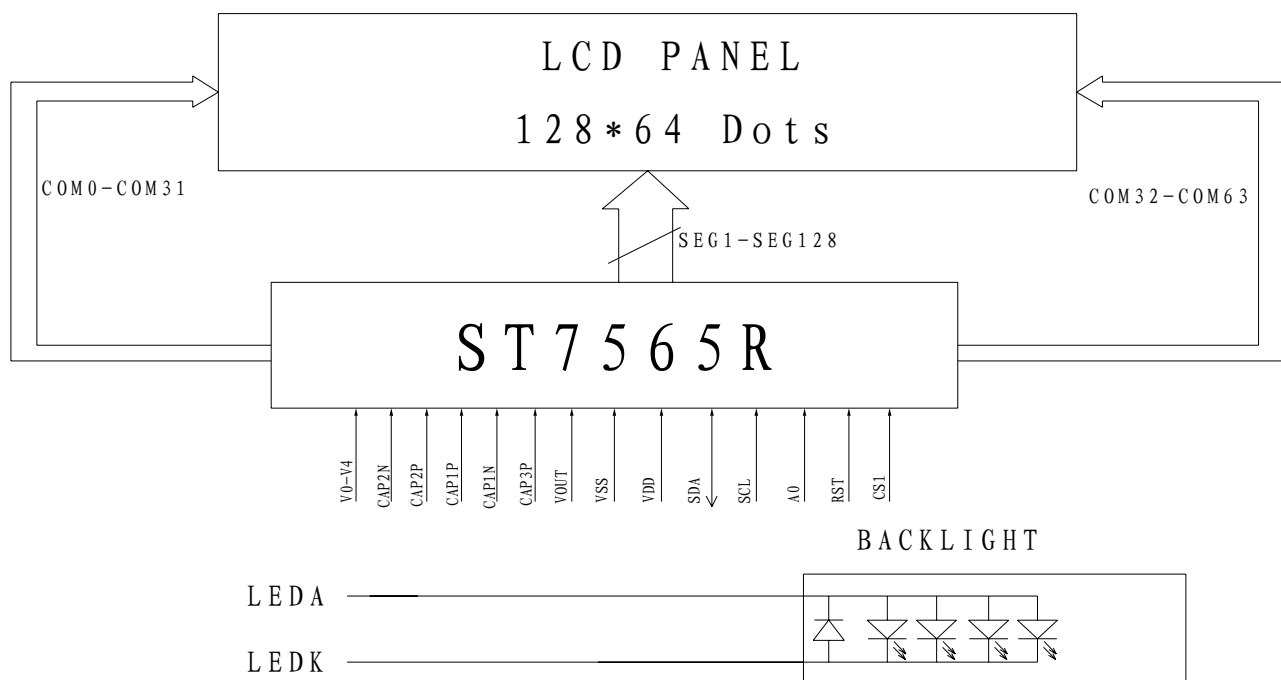 LCD PANEL
128*64 Dots
COM0-COM31
COM32-COM63
SEG1-SEG128
ST7565R
V0-V4
CAP2N
CAP2P
CAP1P
CAP1N
CAP3P
VOUT
VSS
VDD
SDA
SCL
A0
RST
CS1
BACKLIGHT
LEDA
LEDK